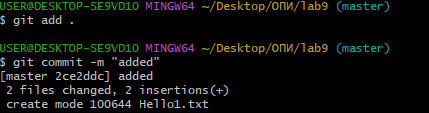 USER@DESKTOP-SE9VD10 MINGW64 ~/Desktop/ОПИ/lab9 (master)
$ git add .
USER@DESKTOP-SE9VD10 MINGW64 ~/Desktop/ОПИ/lab9 (master)
$ git commit -m "added"
[master 2ce2ddc] added
2 files changed, 2 insertions(+)
create mode 100644 Hello1.txt